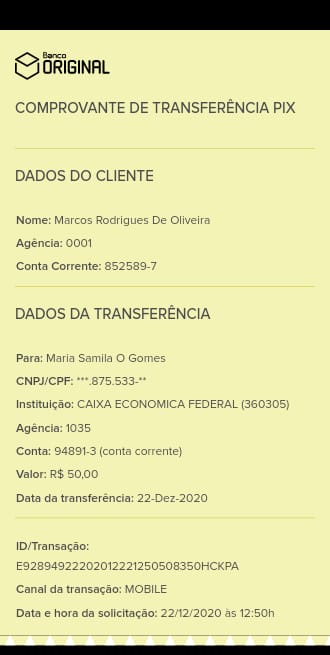 Banco
ORIGINAL
COMPROVANTE DE TRANSFERÊNCIA PIX
DADOS DO CLIENTE
Nome: Marcos Rodrigues De Oliveira
Agência: 0001
Conta Corrente: 852589-7
DADOS DA TRANSFERÊNCIA
Para: Maria Samila O Gomes
CNPJ/CPF: ***.875.533-**
Instituição: CAIXA ECONOMICA FEDERAL (360305)
Agência: 1035
Conta: 94891-3 (conta corrente)
Valor: R$ 50,00
Data da transferência: 22-Dez-2020
ID/Transação:
E92894922202012221250508350HCKPA
Canal da transação: MOBILE
Data e hora da solicitação: 22/12/2020 às 12:50h